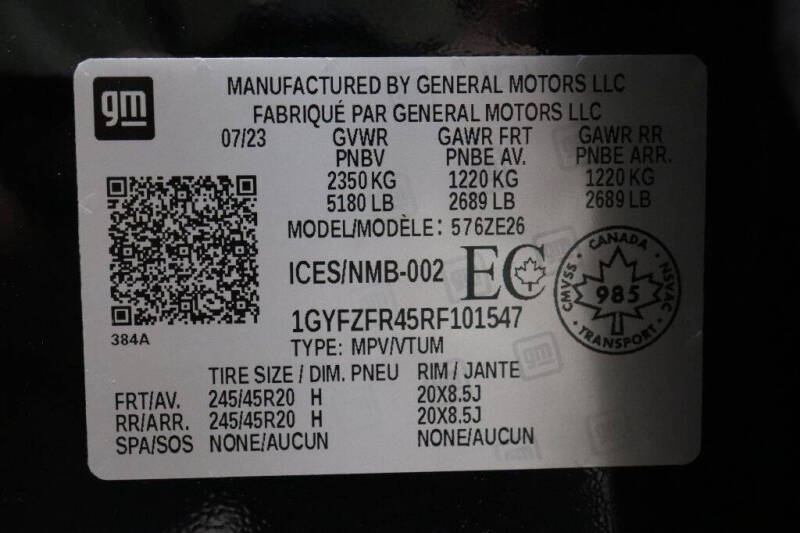 gm
MANUFACTURED BY GENERAL MOTORS LLC
FABRIQUÉ PAR GENERAL MOTORS LLC
07/23 GVWR GAWR FRT GAWR RR
PNBV PNBE AV. PNBE ARR.
2350 KG 1220 KG 1220 KG
5180 LB 2689 LB 2689 LB
MODEL/MODÈLE: 576ZE26
ICES/NMB-002 EC
CANADA
CMVSS 985 NSVAC
TRANSPORT
1GYFZFR45RF101547
384A
TYPE: MPV/VTUM
TIRE SIZE / DIM. PNEU RIM / JANTE
FRT/AV. 245/45R20 H 20X8.5J
RR/ARR. 245/45R20 H 20X8.5J
SPA/SOS NONE/AUCUN NONE/AUCUN